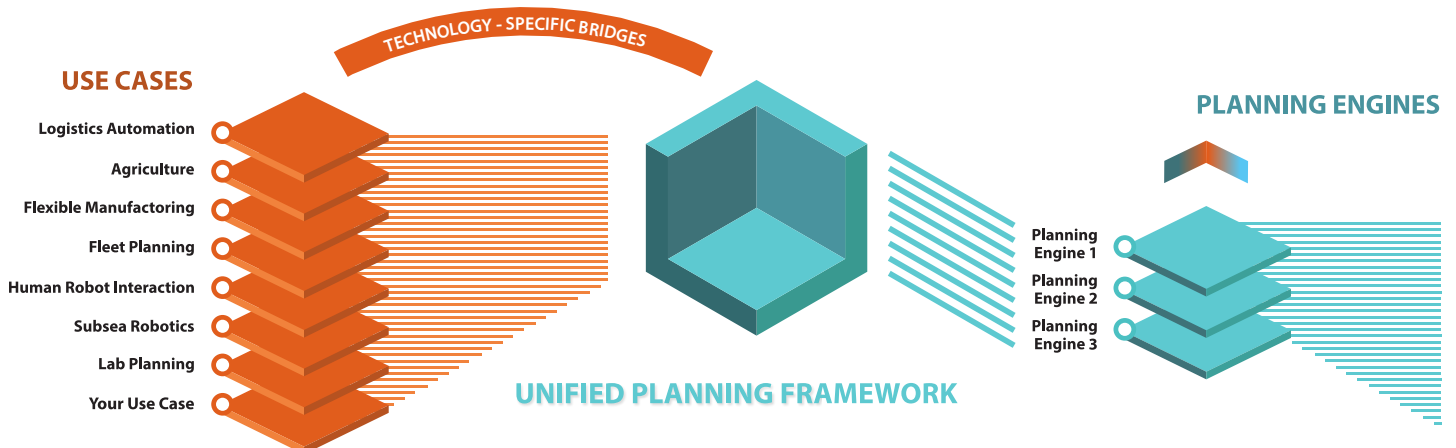 TECHNOLOGY - SPECIFIC BRIDGES
USE CASES
Logistics Automation
Agriculture
Flexible Manufactoring
Fleet Planning
Human Robot Interaction
Subsea Robotics
Lab Planning
Your Use Case
UNIFIED PLANNING FRAMEWORK
PLANNING ENGINES
Planning
Engine 1
Planning
Engine 2
Planning
Engine 3